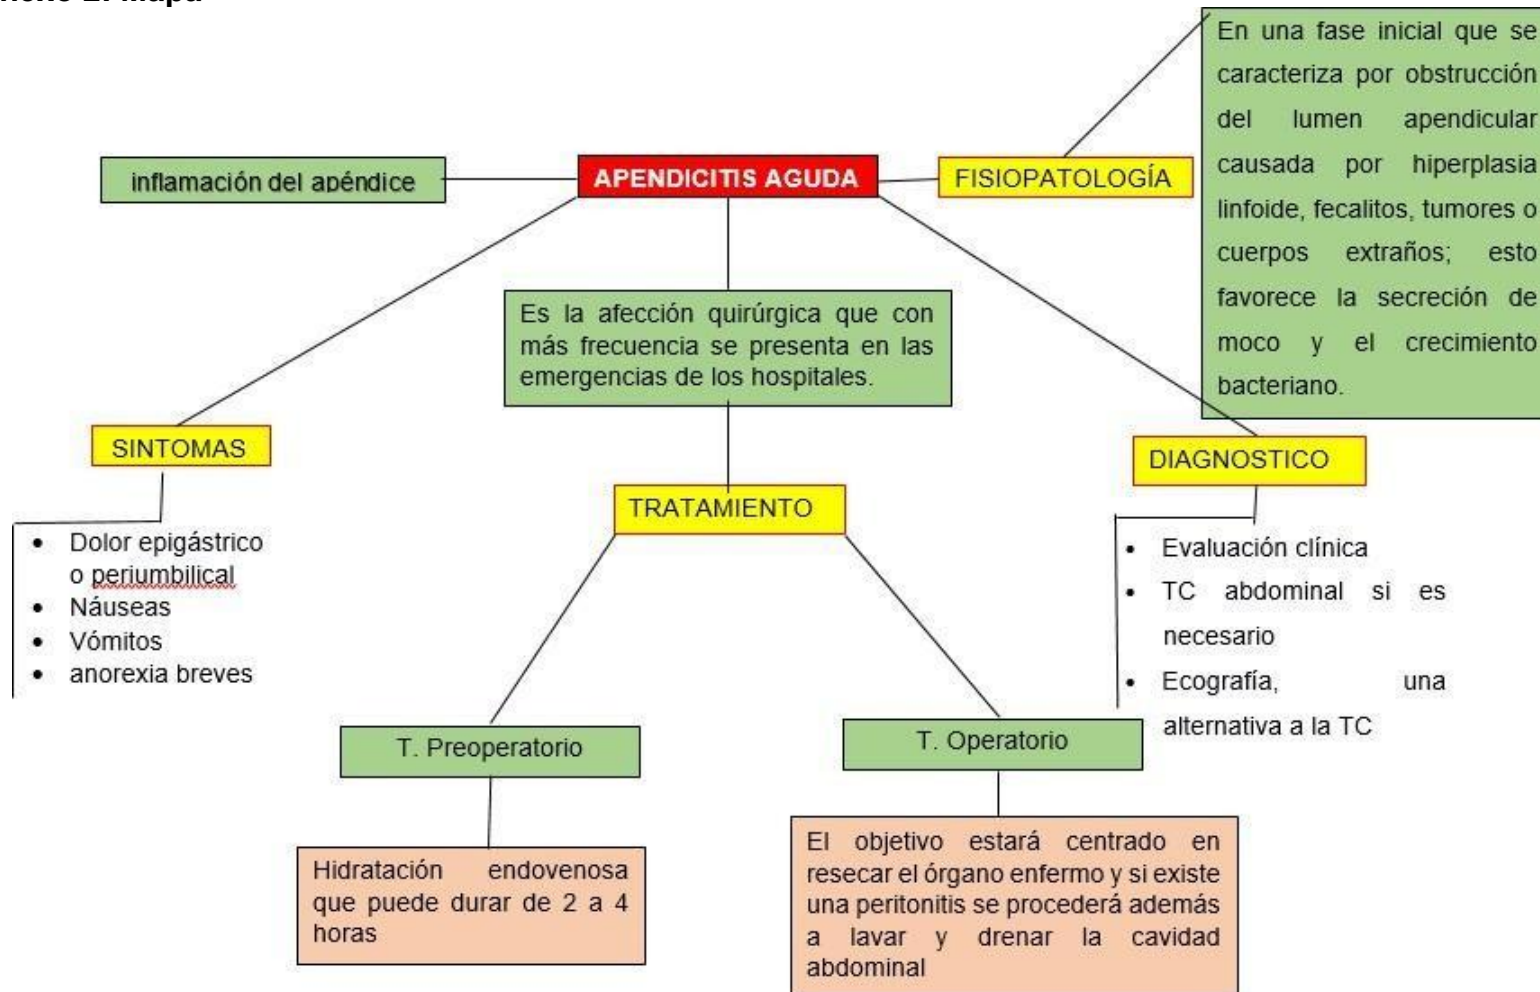 En una fase inicial que se
caracteriza por obstrucción
del lumen apendicular
causada por hiperplasia
linfoide, fecalitos, tumores o
cuerpos extraños; esto
favorece la secreción de
moco y el crecimiento
bacteriano.
inflamación del apéndice
APENDICITIS AGUDA
FISIOPATOLOGÍA
Es la afección quirúrgica que con
más frecuencia se presenta en las
emergencias de los hospitales.
SINTOMAS
• Dolor epigástrico
o periumbilical
• Náuseas
• Vómitos
• anorexia breves
TRATAMIENTO
DIAGNOSTICO
• Evaluación clínica
• TC abdominal si es
necesario
• Ecografía, una
alternativa a la TC
T. Preoperatorio
T. Operatorio
Hidratación endovenosa
que puede durar de 2 a 4
horas
El objetivo estará centrado en
resecar el órgano enfermo y si existe
una peritonitis se procederá además
a lavar y drenar la cavidad
abdominal